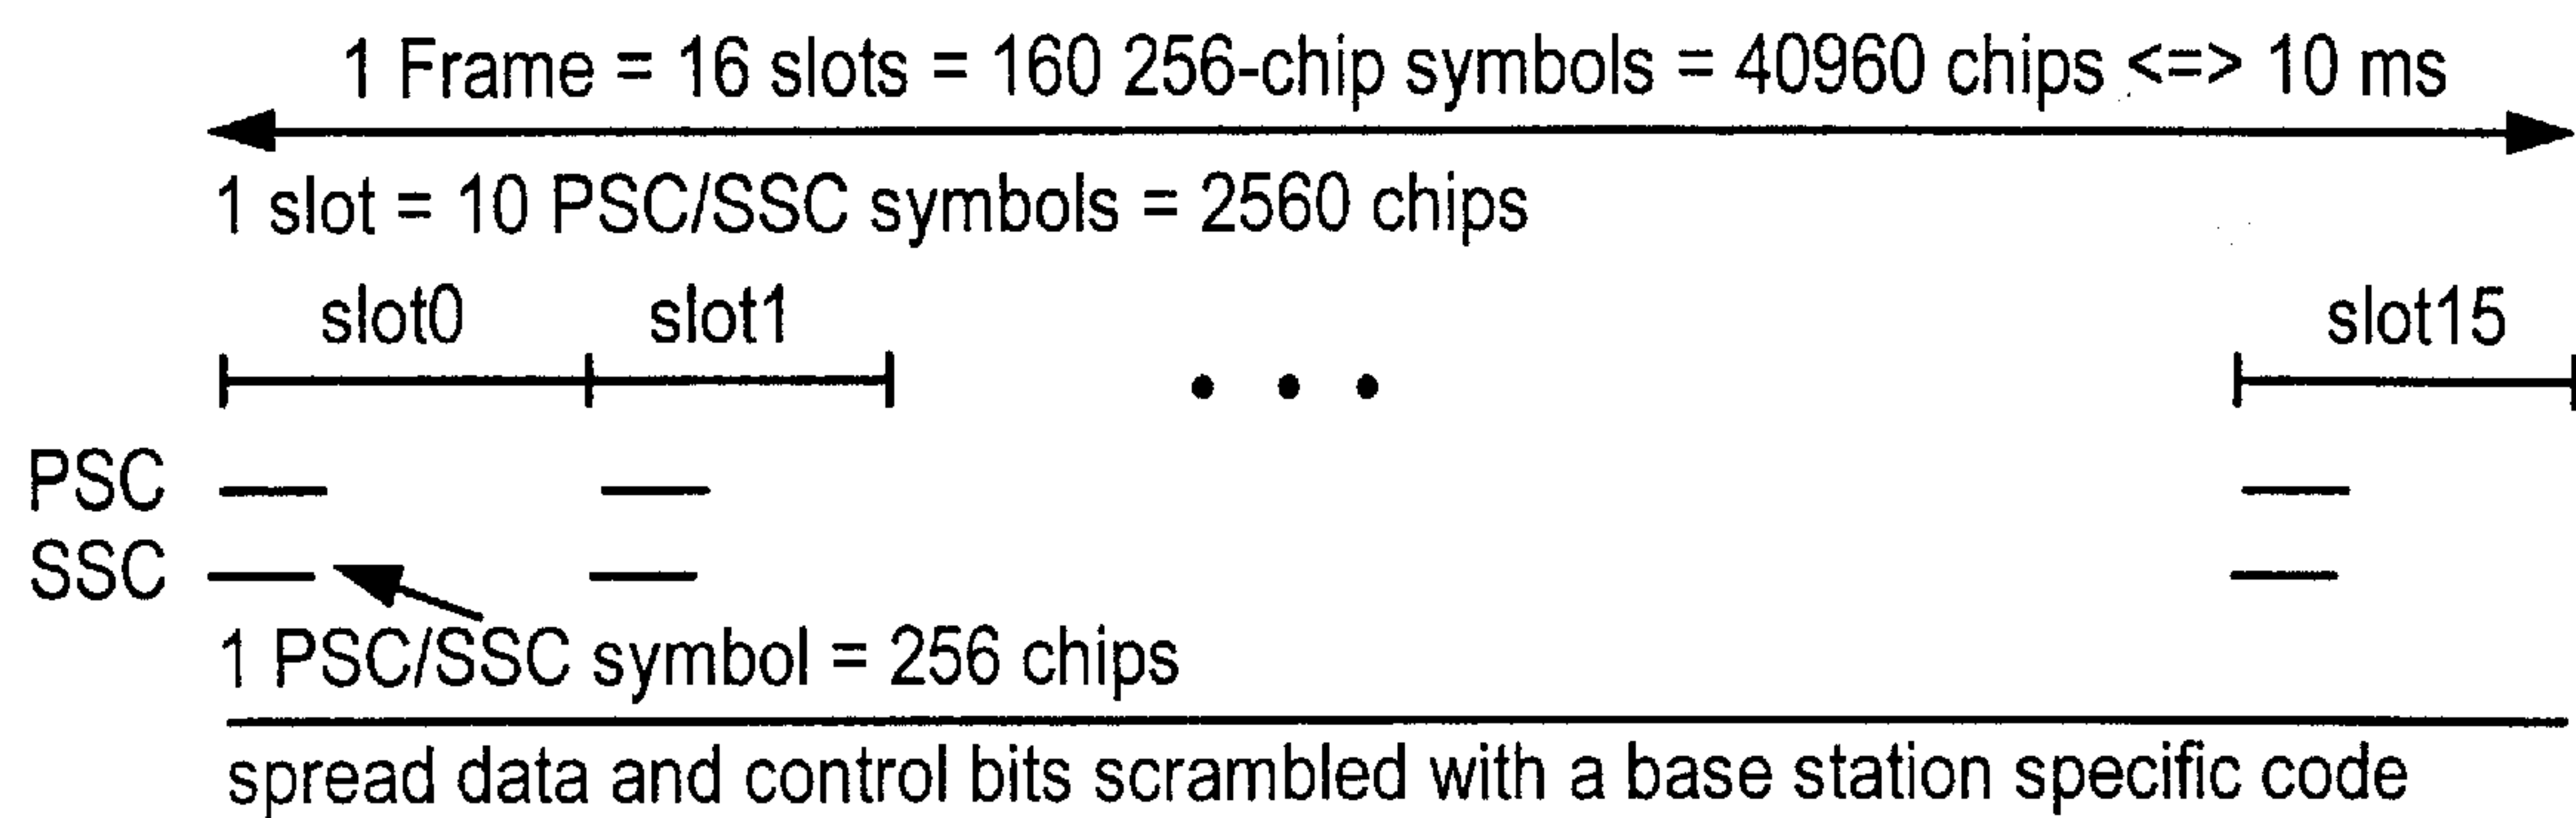 1 Frame = 16 slots = 160 256-chip symbols = 40960 chips <=> 10 ms
1 slot = 10 PSC/SSC symbols = 2560 chips
slot0 slot1 slot15
PSC
SSC
1 PSC/SSC symbol = 256 chips
spread data and control bits scrambled with a base station specific code